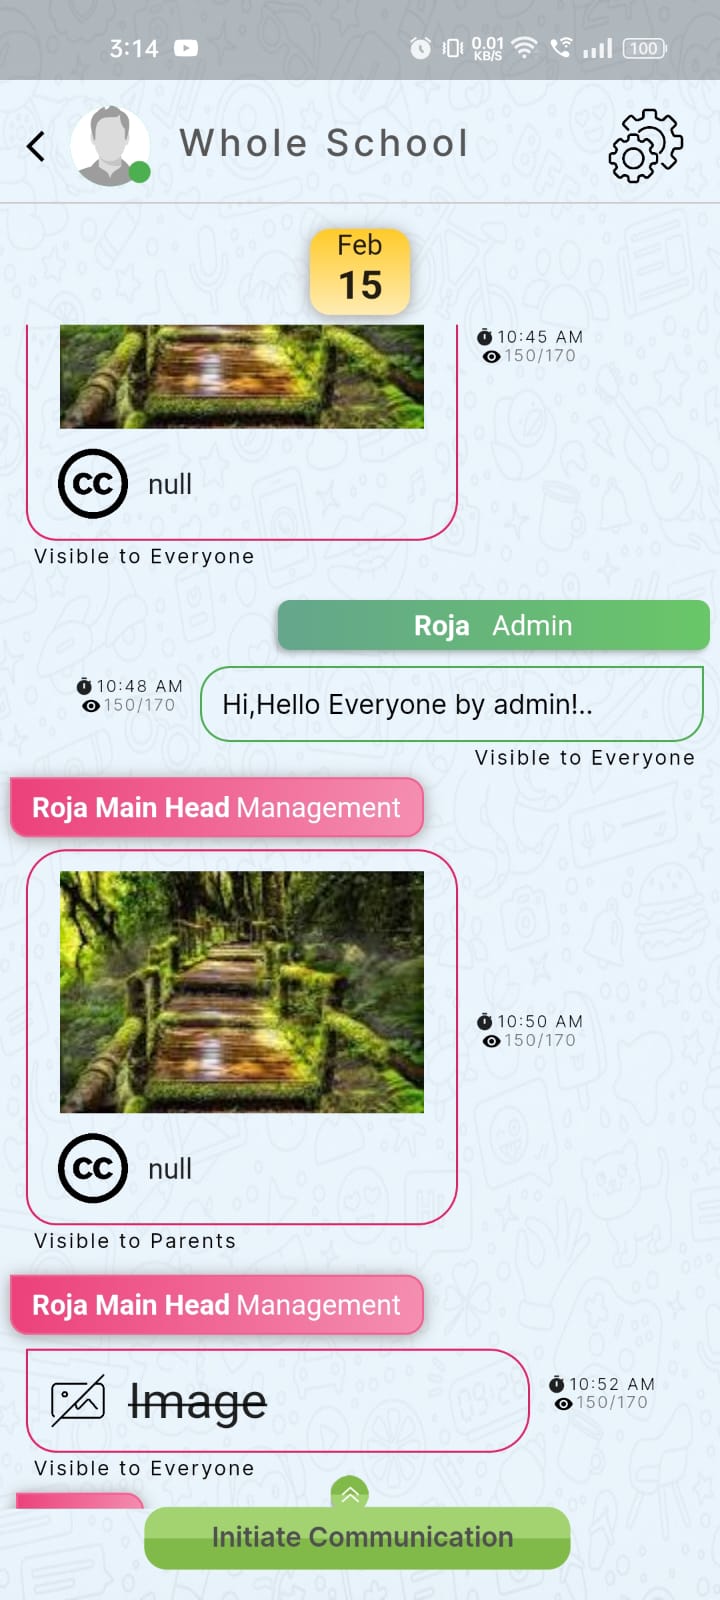 3:14 0.01 KB/S 100
Whole School
Feb
15
10:45 AM
150/170
CC null
Visible to Everyone
Roja Admin
10:48 AM
150/170
Hi,Hello Everyone by admin!..
Visible to Everyone
Roja Main Head Management
10:50 AM
150/170
CC null
Visible to Parents
Roja Main Head Management
Image
10:52 AM
150/170
Visible to Everyone
Initiate Communication